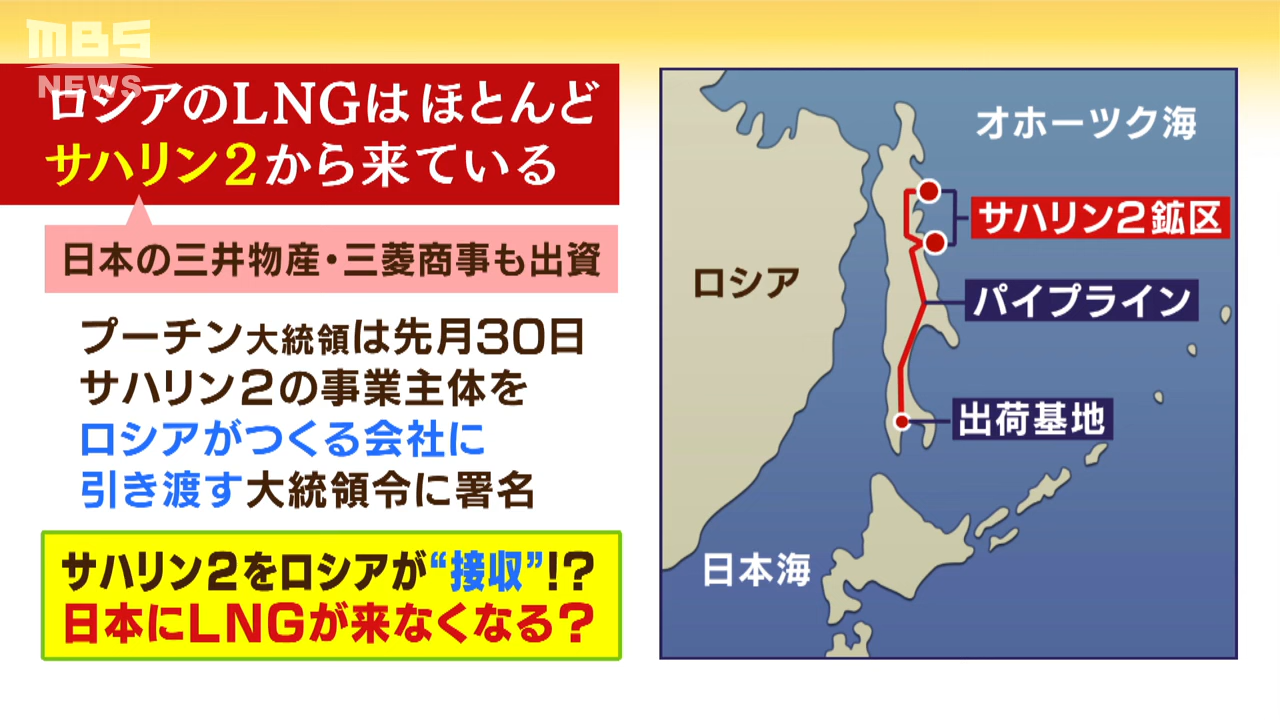 MBS
NEWS
ロシアのLNGは ほとんど
サハリン2から来ている
日本の三井物産・三菱商事も出資
プーチン大統領は先月30日
サハリン2の事業主体を
ロシアがつくる会社に
引き渡す大統領令に署名
サハリン2をロシアが“接収”!?
日本にLNGが来なくなる?
オホーツク海
サハリン2鉱区
ロシア
パイプライン
出荷基地
日本海